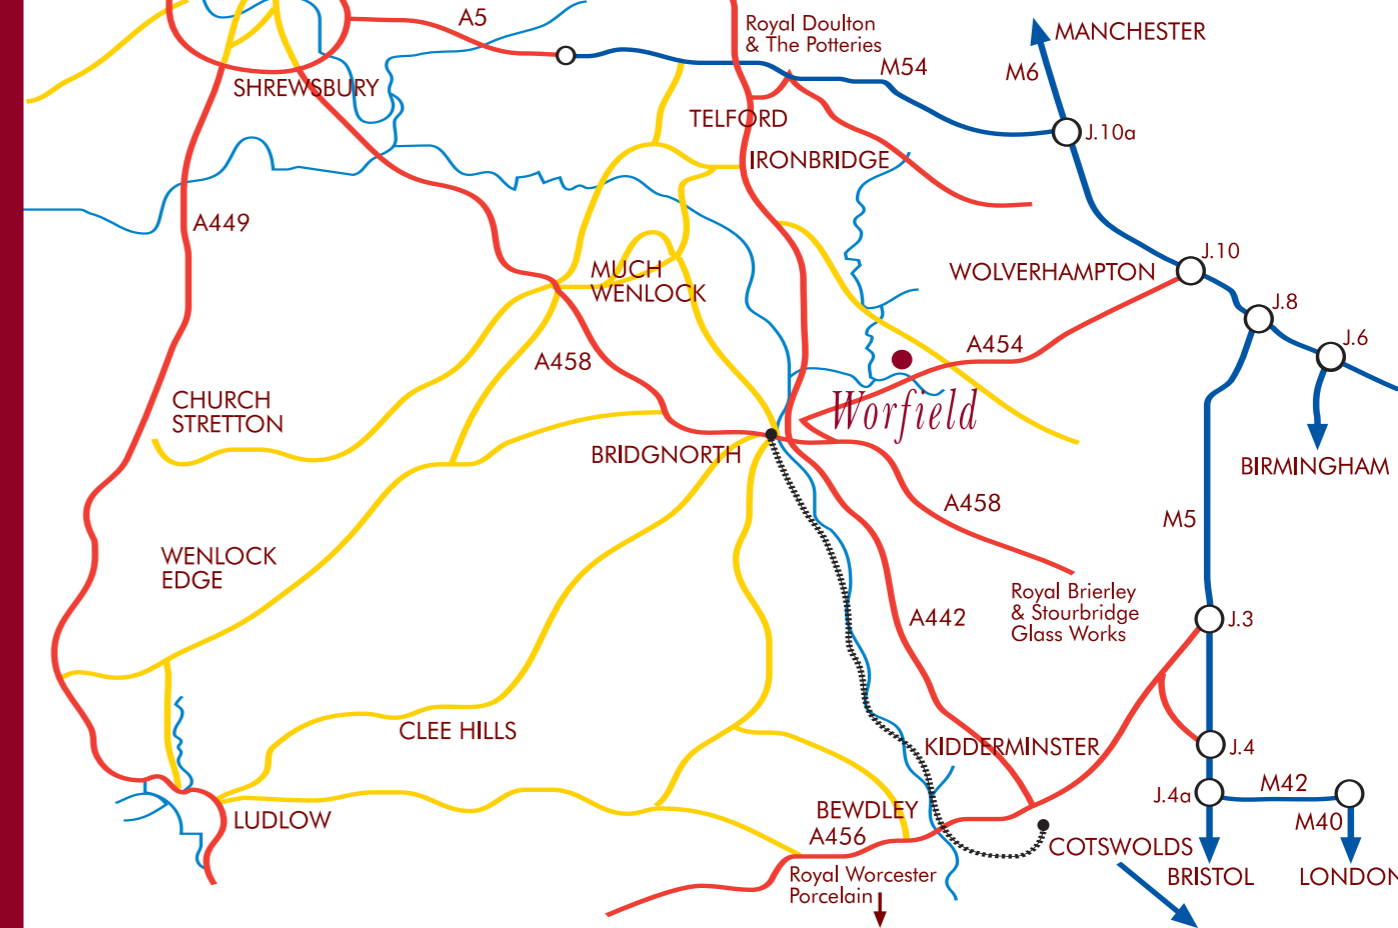 A5
Royal Doulton
& The Potteries
MANCHESTER
M6
M54
SHREWSBURY
TELFORD
J.10a
IRONBRIDGE
A449
MUCH
WENLOCK
WOLVERHAMPTON
J.10
J.8
J.6
A454
A458
CHURCH
STRETTON
Worfield
BRIDGNORTH
BIRMINGHAM
A458
M5
WENLOCK
EDGE
Royal Brierley
& Stourbridge
Glass Works
A442
J.3
CLEE HILLS
KIDDERMINSTER
J.4
J.4a
M42
M40
LUDLOW
BEWDLEY
A456
COTSWOLDS
Royal Worcester
Porcelain
BRISTOL
LONDON